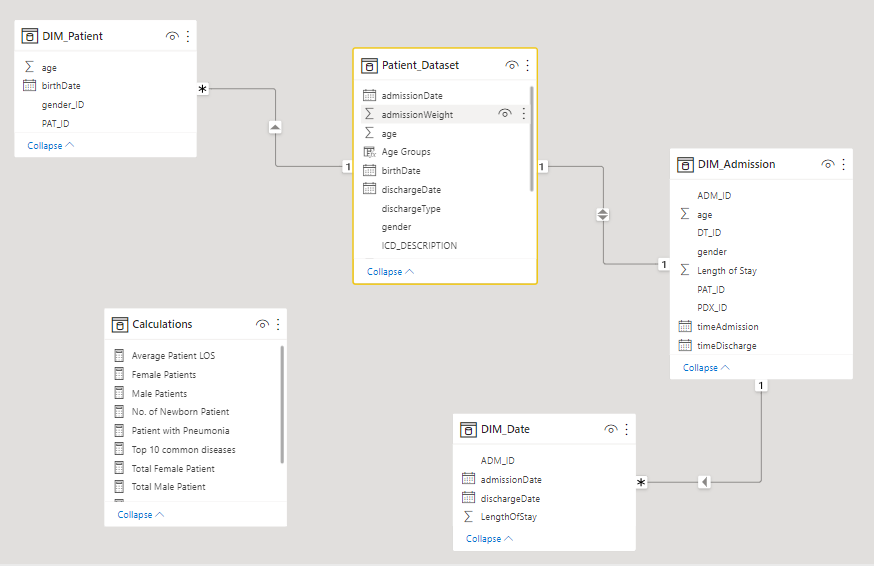 DIM_Patient
age
birthDate
gender_ID
PAT_ID
Collapse
*
1
Patient_Dataset
admissionDate
admissionWeight
age
Age Groups
birthDate
dischargeDate
dischargeType
gender
ICD_DESCRIPTION
Collapse
1
1
DIM_Admission
ADM_ID
age
DT_ID
gender
Length of Stay
PAT_ID
PDX_ID
timeAdmission
timeDischarge
Collapse
1
Calculations
Average Patient LOS
Female Patients
Male Patients
No. of Newborn Patient
Patient with Pneumonia
Top 10 common diseases
Total Female Patient
Total Male Patient
Collapse
DIM_Date
ADM_ID
admissionDate
dischargeDate
LengthOfStay
Collapse
*